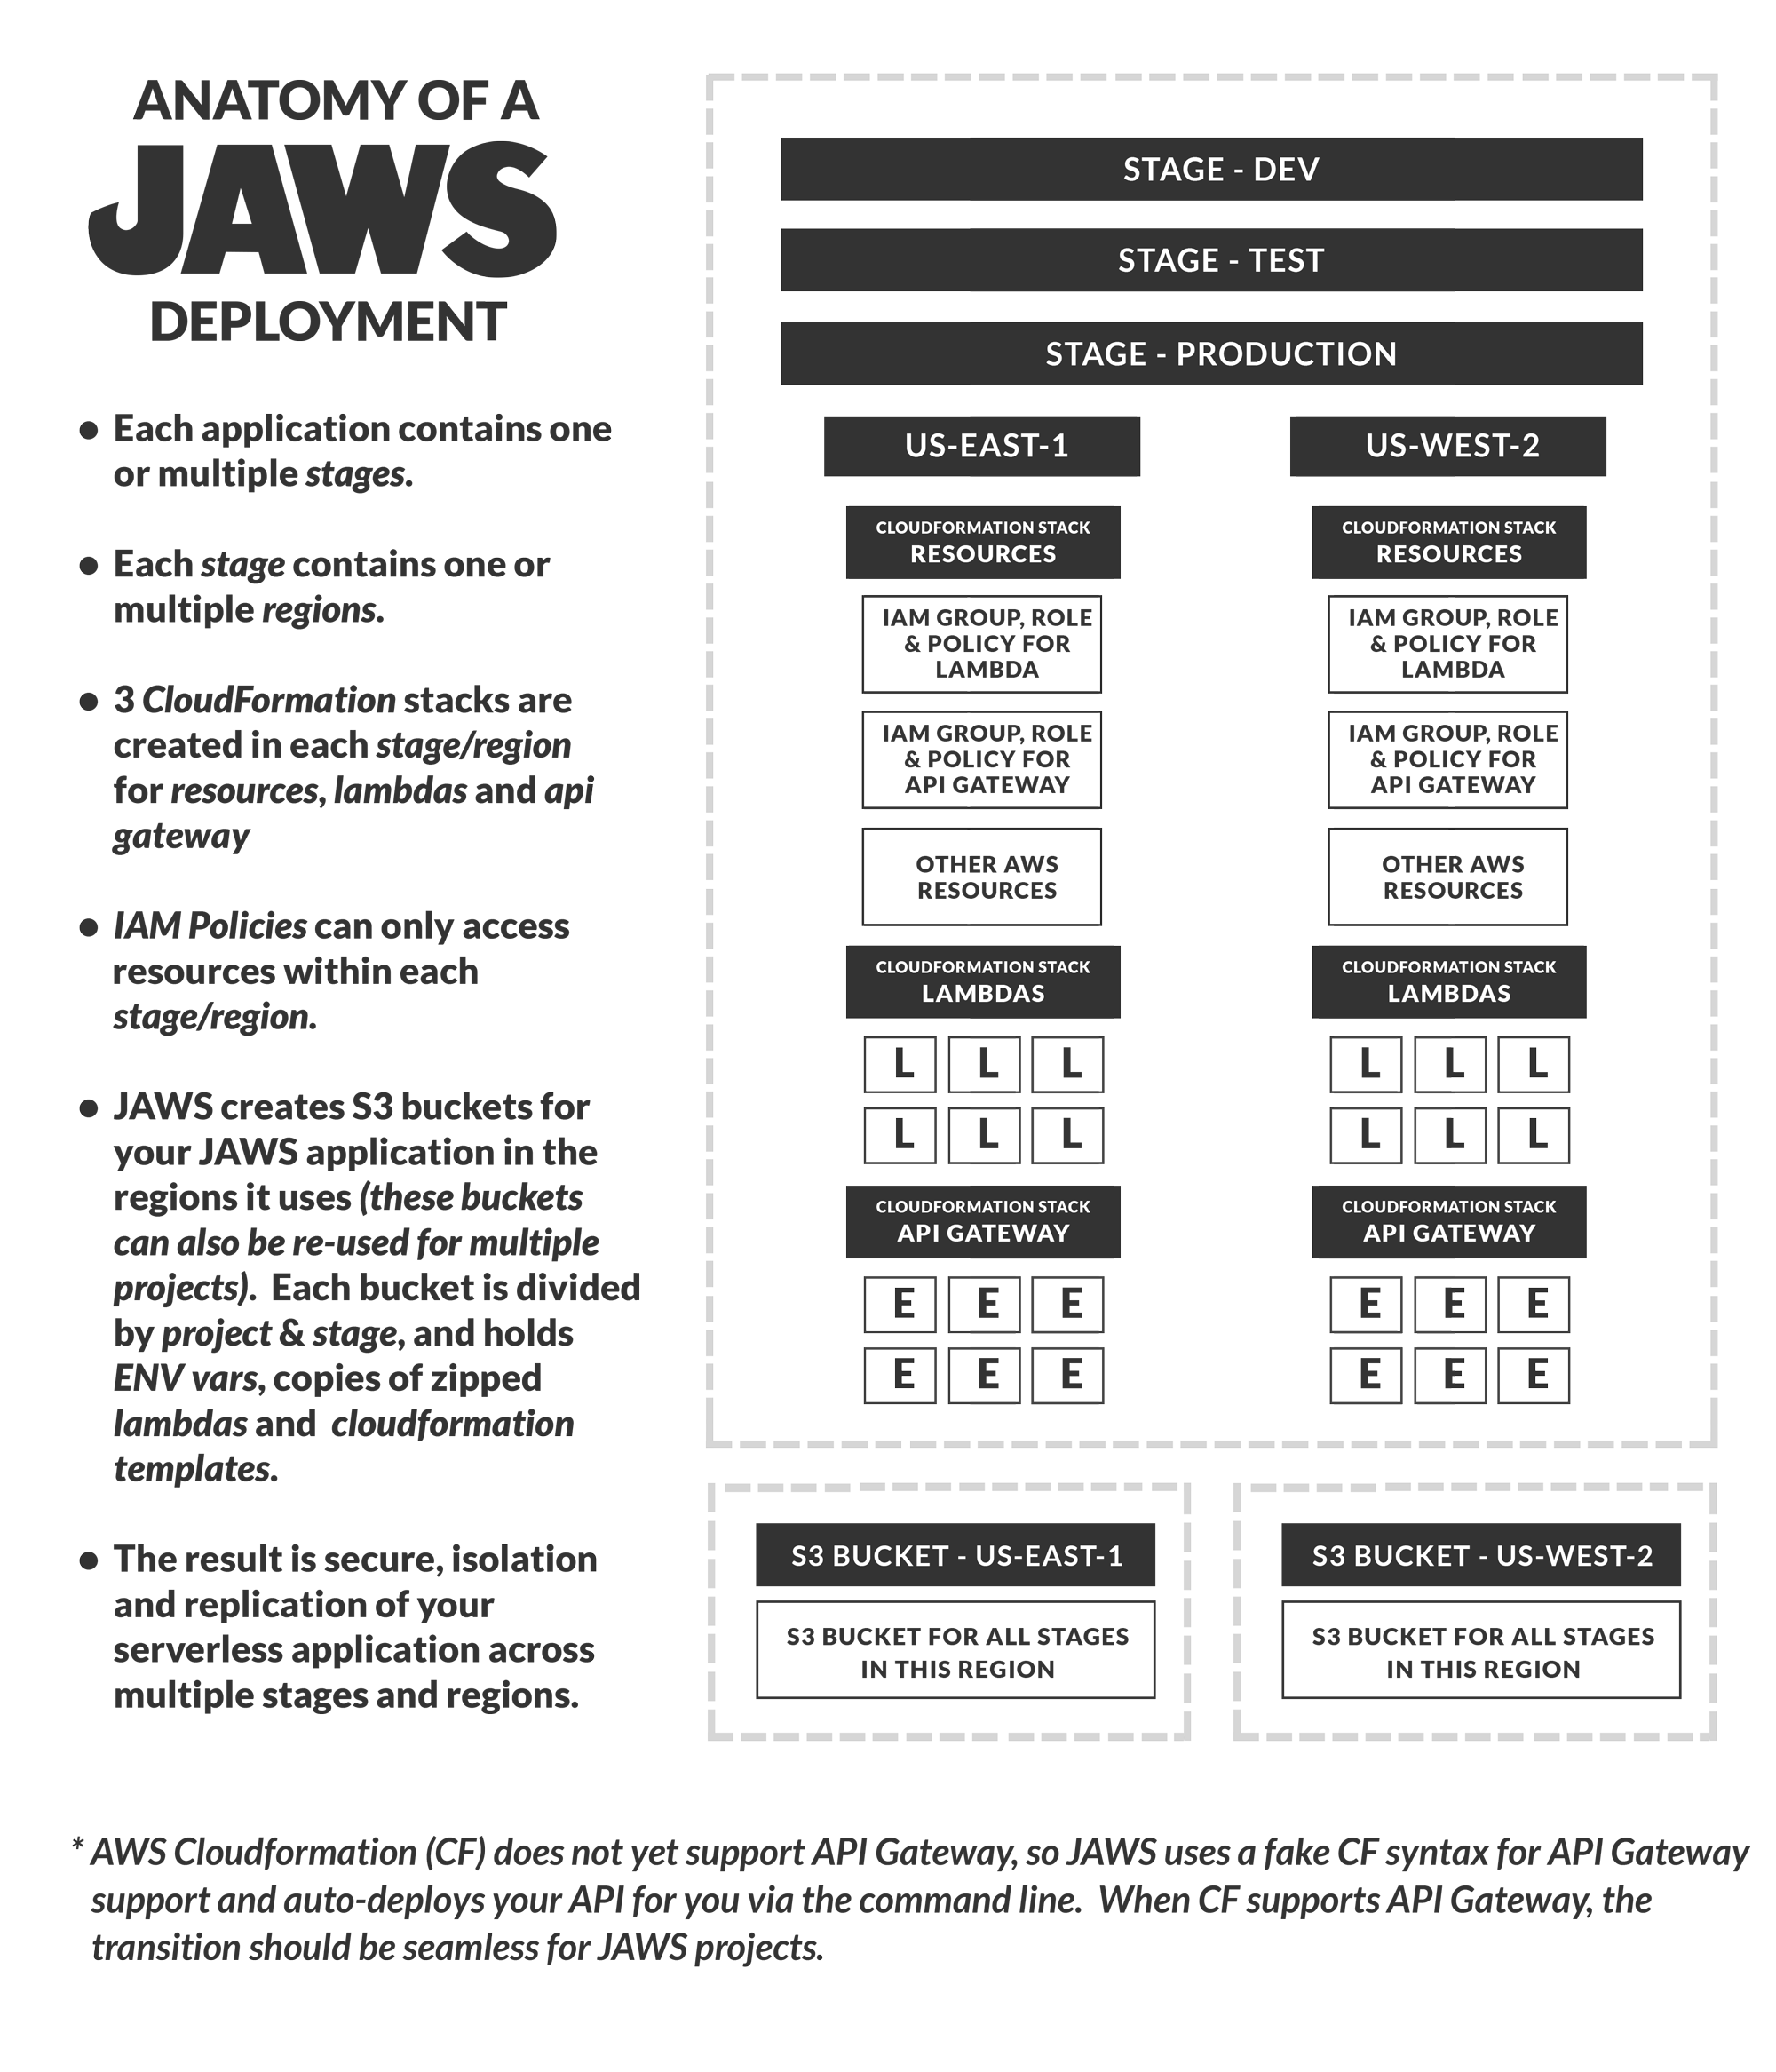 ANATOMY OF A
JAWS
DEPLOYMENT
● Each application contains one
or multiple stages.
● Each stage contains one or
multiple regions.
● 3 CloudFormation stacks are
created in each stage/region
for resources, lambdas and api
gateway
● IAM Policies can only access
resources within each
stage/region.
● JAWS creates S3 buckets for
your JAWS application in the
regions it uses (these buckets
can also be re-used for multiple
projects).  Each bucket is divided
by project & stage, and holds
ENV vars, copies of zipped
lambdas and  cloudformation
templates.
● The result is secure, isolation
and replication of your
serverless application across
multiple stages and regions.
STAGE - DEV
STAGE - TEST
STAGE - PRODUCTION
US-EAST-1
CLOUDFORMATION STACK
RESOURCES
IAM GROUP, ROLE
& POLICY FOR
LAMBDA
IAM GROUP, ROLE
& POLICY FOR
API GATEWAY
OTHER AWS
RESOURCES
CLOUDFORMATION STACK
LAMBDAS
L L L
L L L
CLOUDFORMATION STACK
API GATEWAY
E E E
E E E
US-WEST-2
CLOUDFORMATION STACK
RESOURCES
IAM GROUP, ROLE
& POLICY FOR
LAMBDA
IAM GROUP, ROLE
& POLICY FOR
API GATEWAY
OTHER AWS
RESOURCES
CLOUDFORMATION STACK
LAMBDAS
L L L
L L L
CLOUDFORMATION STACK
API GATEWAY
E E E
E E E
S3 BUCKET - US-EAST-1
S3 BUCKET FOR ALL STAGES
IN THIS REGION
S3 BUCKET - US-WEST-2
S3 BUCKET FOR ALL STAGES
IN THIS REGION
* AWS Cloudformation (CF) does not yet support API Gateway, so JAWS uses a fake CF syntax for API Gateway
support and auto-deploys your API for you via the command line.  When CF supports API Gateway, the
transition should be seamless for JAWS projects.